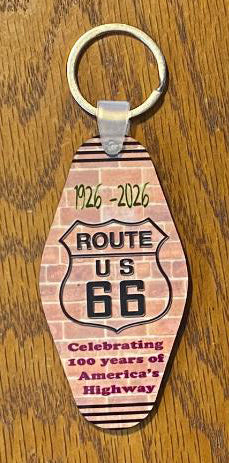 1926 -2026
ROUTE
US
66
Celebrating
100 years of
America's
Highway